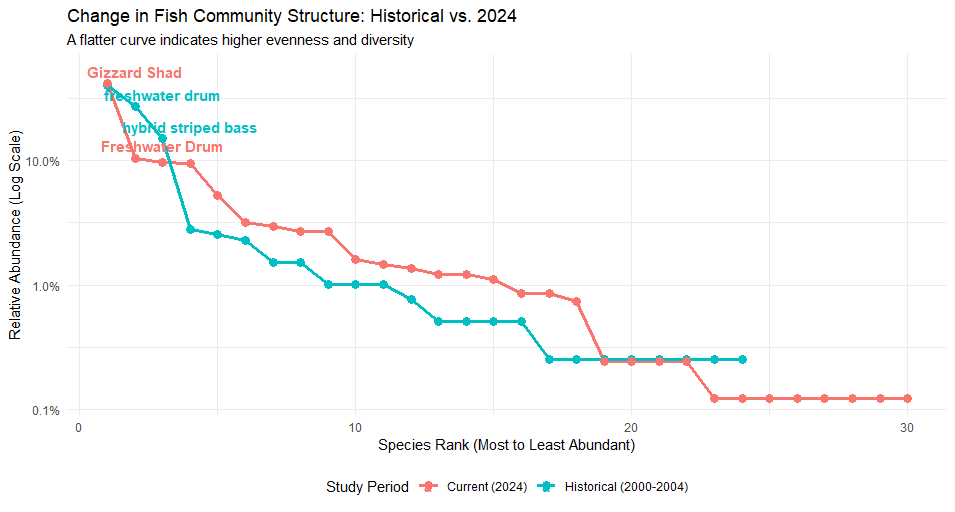 Change in Fish Community Structure: Historical vs. 2024
A flatter curve indicates higher evenness and diversity
Gizzard Shad
freshwater drum
hybrid striped bass
Freshwater Drum
Relative Abundance (Log Scale)
10.0%
1.0%
0.1%
0
10
20
30
Species Rank (Most to Least Abundant)
Study Period
Current (2024)
Historical (2000-2004)